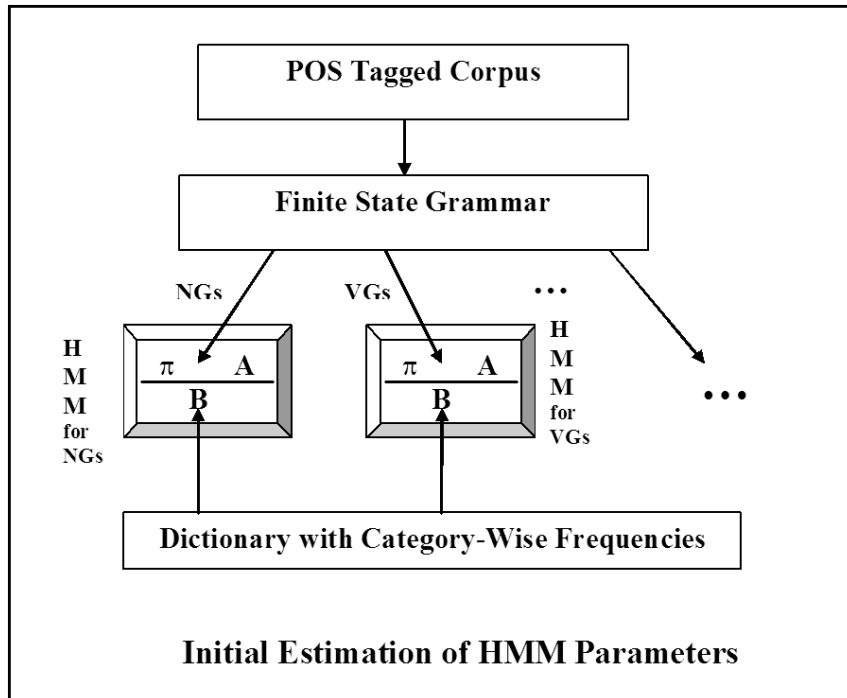 POS Tagged Corpus
Finite State Grammar
NGs
VGs
...
H
M
M
for
NGs
π A
B
π A
B
H
M
M
for
VGs
...
Dictionary with Category-Wise Frequencies
Initial Estimation of HMM Parameters